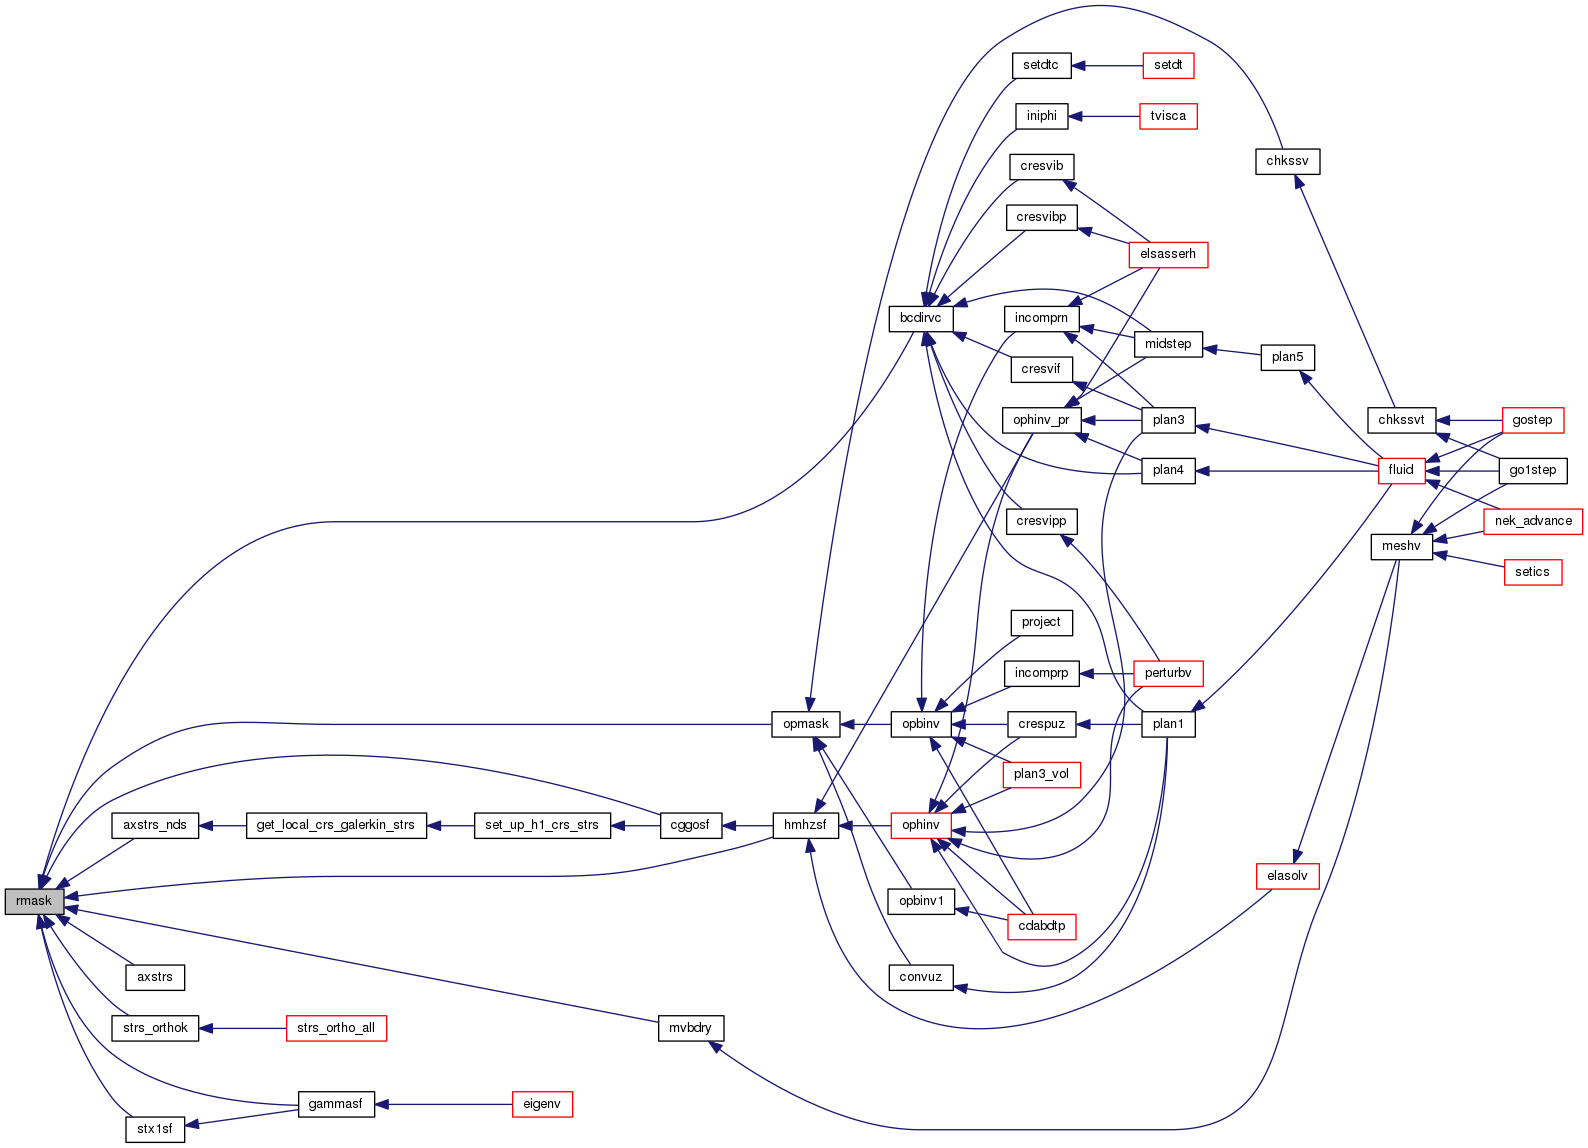 setdtc
setdt
iniphi
tvisca
chkssv
cresvib
cresvibp
elsasserh
bcdirvc
incomprn
midstep
plan5
cresvif
ophinv_pr
plan3
chkssvt
gostep
plan4
fluid
go1step
cresvipp
nek_advance
meshv
setics
project
incomprp
perturbv
opmask
opbinv
crespuz
plan1
plan3_vol
axstrs_nds
get_local_crs_galerkin_strs
set_up_h1_crs_strs
cggosf
hmhzsf
ophinv
elasolv
rmask
opbinv1
cdabdtp
axstrs
convuz
strs_orthok
strs_ortho_all
mvbdry
gammasf
eigenv
stx1sf